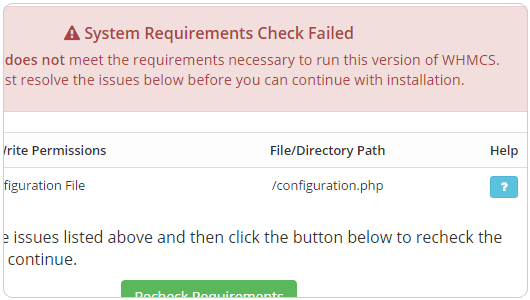 System Requirements Check Failed
does not meet the requirements necessary to run this version of WHMCS.
st resolve the issues below before you can continue with installation.
Write Permissions File/Directory Path Help
figuration File /configuration.php ?
e issues listed above and then click the button below to recheck the
continue.
Recheck Requirements